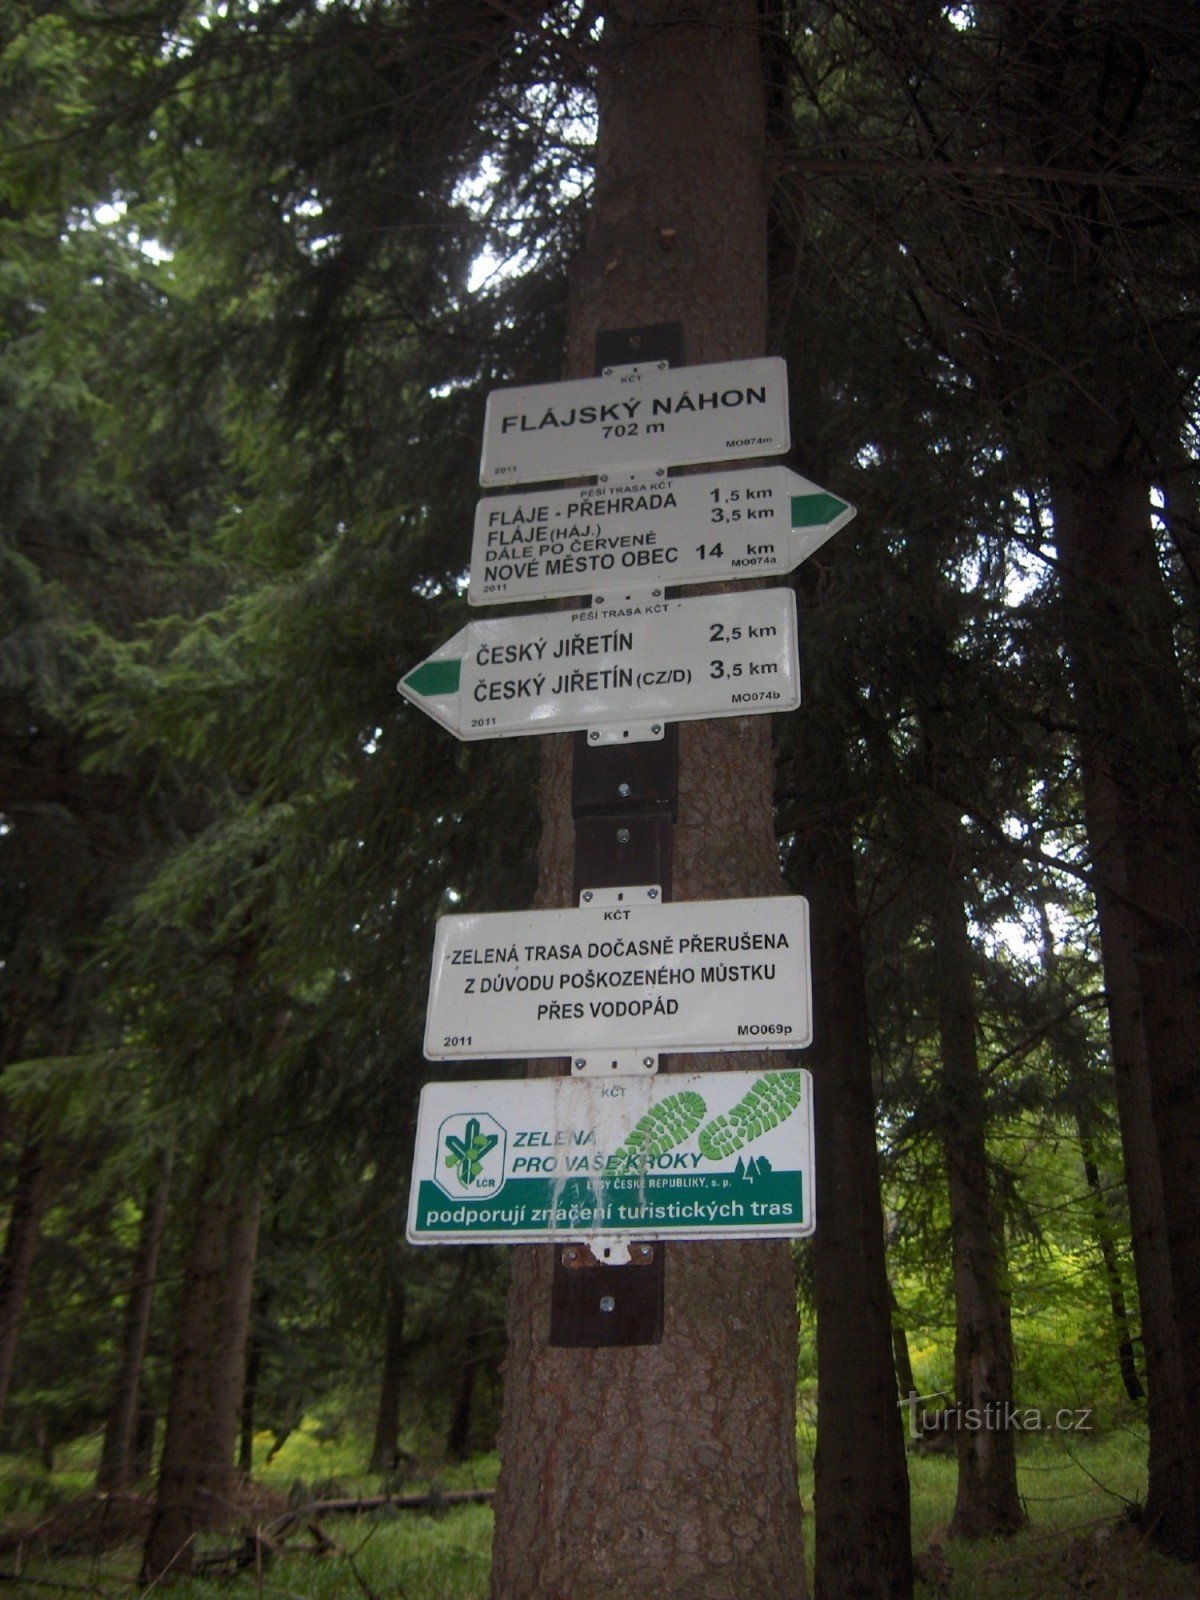 KČT
FLÁJSKÝ NÁHON
702 m
2011 MO074m
PĚŠÍ TRASA KČT
FLÁJE - PŘEHRADA 1,5 km
FLÁJE (HÁJ.) 3,5 km
DÁLE PO ČERVENÉ
NOVÉ MĚSTO OBEC 14 km
2011 MO074a
PĚŠÍ TRASA KČT
ČESKÝ JIŘETÍN 2,5 km
ČESKÝ JIŘETÍN (CZ/D) 3,5 km
2011 MO074b
KČT
ZELENÁ TRASA DOČASNĚ PŘERUŠENA
Z DŮVODU POŠKOZENÉHO MŮSTKU
PŘES VODOPÁD
2011 MO069p
KČT
ZELENÁ
PRO VAŠE KROKY
LČR
LESY ČESKÉ REPUBLIKY, s. p.
podporují značení turistických tras
Turistika.cz